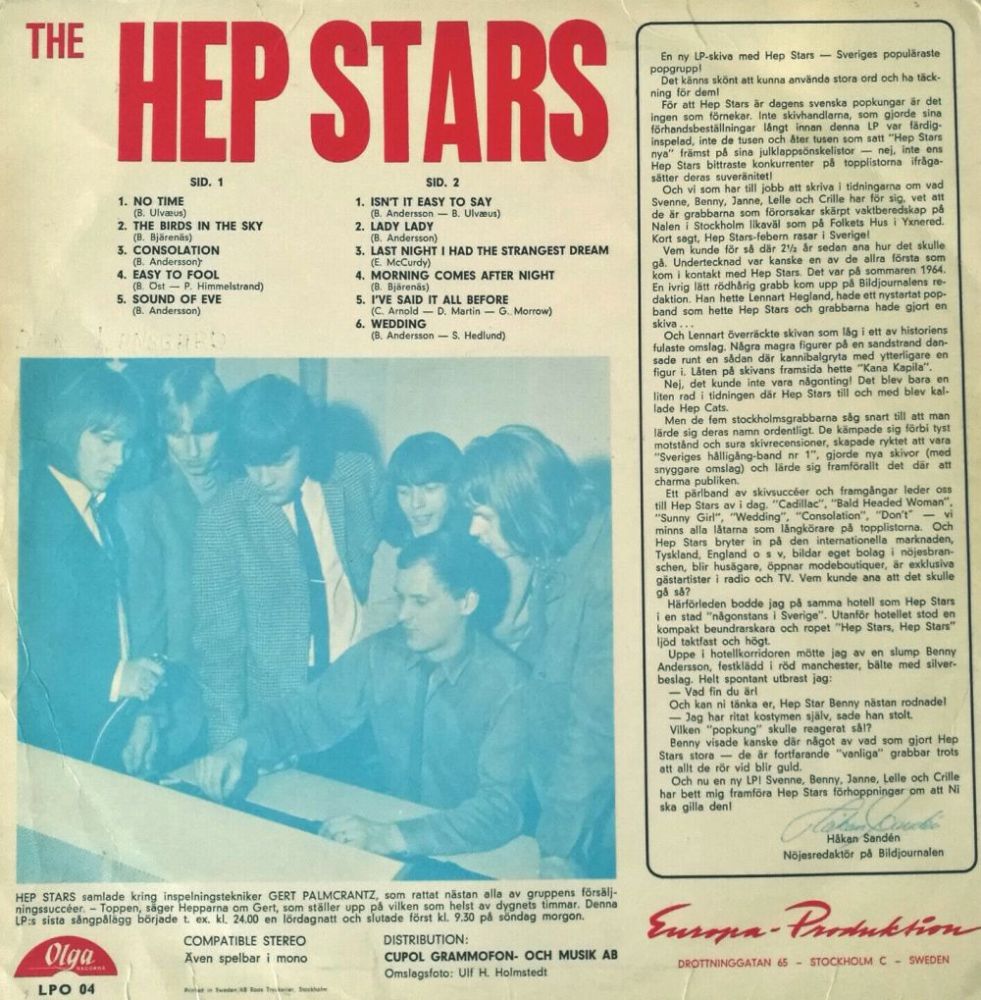 THE HEP STARS
SID. 1
1. NO TIME
(B. Ulvæus)
2. THE BIRDS IN THE SKY
(B. Bjärenäs)
3. CONSOLATION
(B. Andersson)
4. EASY TO FOOL
(B. Ost — P. Himmelstrand)
5. SOUND OF EVE
(B. Andersson)
SID. 2
1. ISN'T IT EASY TO SAY
(B. Andersson — B. Ulvæus)
2. LADY LADY
(B. Andersson)
3. LAST NIGHT I HAD THE STRANGEST DREAM
(E. McCurdy)
4. MORNING COMES AFTER NIGHT
(B. Bjärenäs)
5. I'VE SAID IT ALL BEFORE
(C. Arnold — D. Martin — G. Morrow)
6. WEDDING
(B. Andersson — S. Hedlund)
En ny LP-skiva med Hep Stars — Sveriges populäraste
popgrupp!
Det känns skönt att kunna använda stora ord och ha täck-
ning för dem!
För att Hep Stars är dagens svenska popkungar är det
ingen som förnekar. Inte skivhandlarna, som gjorde sina
förhandsbeställningar långt innan denna LP var färdig-
inspelad, inte de tusen och åter tusen som satt "Hep Stars
nya" främst på sina julklappsönskelistor — nej, inte ens
Hep Stars bittraste konkurrenter på topplistorna ifråga-
sätter deras suveränitet!
Och vi som har till jobb att skriva i tidningarna om vad
Svenne, Benny, Janne, Lelle och Crille har för sig, vet att
de är grabbarna som förorsakar skärpt vaktberedskap på
Nalen i Stockholm likaväl som på Folkets Hus i Yxnered.
Kort sagt, Hep Stars-febern rasar i Sverige!
Vem kunde för så där 2½ år sedan ana hur det skulle
gå. Undertecknad var kanske en av de allra första som
kom i kontakt med Hep Stars. Det var på sommaren 1964.
En ivrig lätt rödhårig grabb kom upp på Bildjournalens re-
daktion. Han hette Lennart Hegland, hade ett nystartat pop-
band som hette Hep Stars och grabbarna hade gjort en
skiva . . .
Och Lennart överräckte skivan som låg i ett av historiens
fulaste omslag. Några magra figurer på en sandstrand dan-
sade runt en sådan där kannibalgryta med ytterligare en
figur i. Låten på skivans framsida hette "Kana Kapila".
Nej, det kunde inte vara någonting! Det blev bara en
liten rad i tidningen där Hep Stars till och med blev kal-
lade Hep Cats.
Men de fem stockholmsgrabbarna såg snart till att man
lärde sig deras namn ordentligt. De kämpade sig förbi tyst
motstånd och sura skivrecensioner, skapade ryktet att vara
"Sveriges hålligång-band nr 1", gjorde nya skivor (med
snyggare omslag) och lärde sig framförallt det där att
charma publiken.
Ett pärlband av skivsuccéer och framgångar leder oss
till Hep Stars av i dag. "Cadillac", "Bald Headed Woman",
"Sunny Girl", "Wedding", "Consolation", "Don't" — vi
minns alla låtarna som långkörare på topplistorna. Och
Hep Stars bryter in på den internationella marknaden,
Tyskland, England o s v, bildar eget bolag i nöjesbran-
schen, blir husägare, öppnar modeboutiquer, är exklusiva
gästartister i radio och TV. Vem kunde ana att det skulle
gå så?
Härförleden bodde jag på samma hotell som Hep Stars
i en stad "någonstans i Sverige". Utanför hotellet stod en
kompakt beundrarskara och ropet "Hep Stars, Hep Stars"
ljöd taktfast och högt.
Uppe i hotellkorridoren mötte jag av en slump Benny
Andersson, festklädd i röd manchester, bälte med silver-
beslag. Helt spontant utbrast jag:
— Vad fin du är!
Och kan ni tänka er, Hep Star Benny nästan rodnade!
— Jag har ritat kostymen själv, sade han stolt.
Vilken "popkung" skulle reagerat så!?
Benny visade kanske där något av vad som gjort Hep
Stars stora — de är fortfarande "vanliga" grabbar trots
att allt de rör vid blir guld.
Och nu en ny LP! Svenne, Benny, Janne, Lelle och Crille
har bett mig framföra Hep Stars förhoppningar om att Ni
ska gilla den!
Håkan Sandén
Håkan Sandén
Nöjesredaktör på Bildjournalen
HEP STARS samlade kring inspelningstekniker GERT PALMCRANTZ, som rattat nästan alla av gruppens försälj-
ningssuccéer. – Toppen, säger Hepparna om Gert, som ställer upp på vilken som helst av dygnets timmar. Denna
LP:s sista sångpålägg började t. ex. kl. 24.00 en lördagnatt och slutade först kl. 9.30 på söndag morgon.
Olga
RECORDS
LPO 04
COMPATIBLE STEREO
Även spelbar i mono
Printed in Sweden/AB Roos Tryckerier, Stockholm
DISTRIBUTION:
CUPOL GRAMMOFON- OCH MUSIK AB
Omslagsfoto: Ulf H. Holmstedt
Europa-Produktion
DROTTNINGGATAN 65 – STOCKHOLM C – SWEDEN